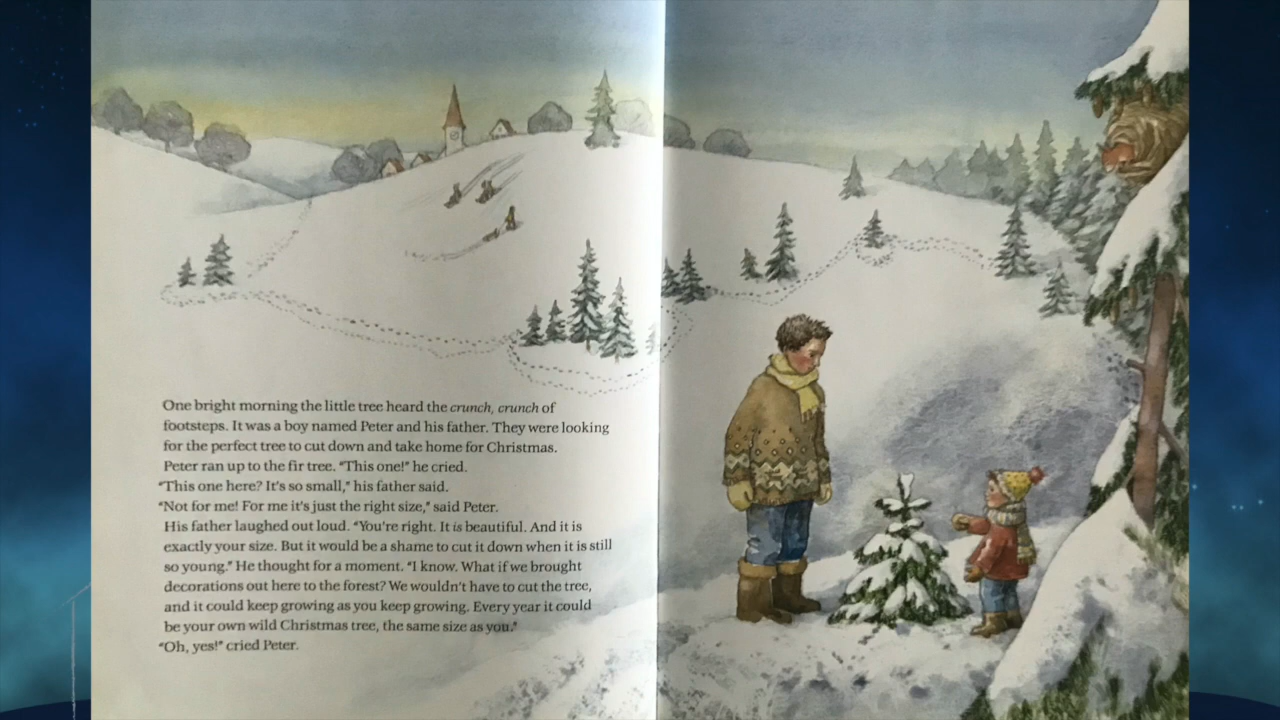 One bright morning the little tree heard the crunch, crunch of
footsteps. It was a boy named Peter and his father. They were looking
for the perfect tree to cut down and take home for Christmas.
Peter ran up to the fir tree. "This one!" he cried.
"This one here? It's so small," his father said.
"Not for me! For me it's just the right size," said Peter.
His father laughed out loud. "You're right. It is beautiful. And it is
exactly your size. But it would be a shame to cut it down when it is still
so young." He thought for a moment. "I know. What if we brought
decorations out here to the forest? We wouldn't have to cut the tree,
and it could keep growing as you keep growing. Every year it could
be your own wild Christmas tree, the same size as you."
"Oh, yes!" cried Peter.